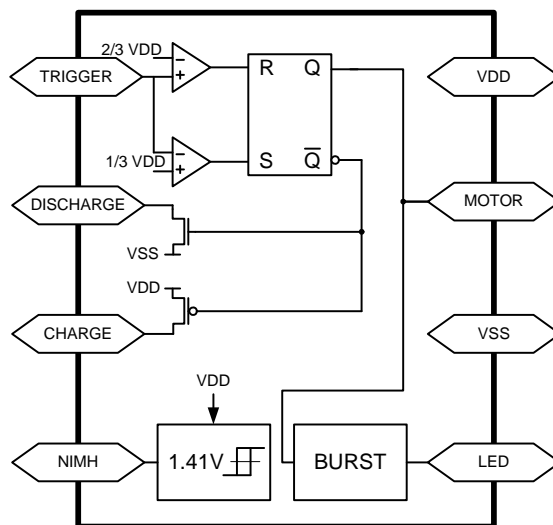 2/3 VDD
TRIGGER
R
Q
VDD
1/3 VDD
S
Q
DISCHARGE
MOTOR
VSS
VDD
CHARGE
VSS
VDD
NIMH
1.41V
BURST
LED